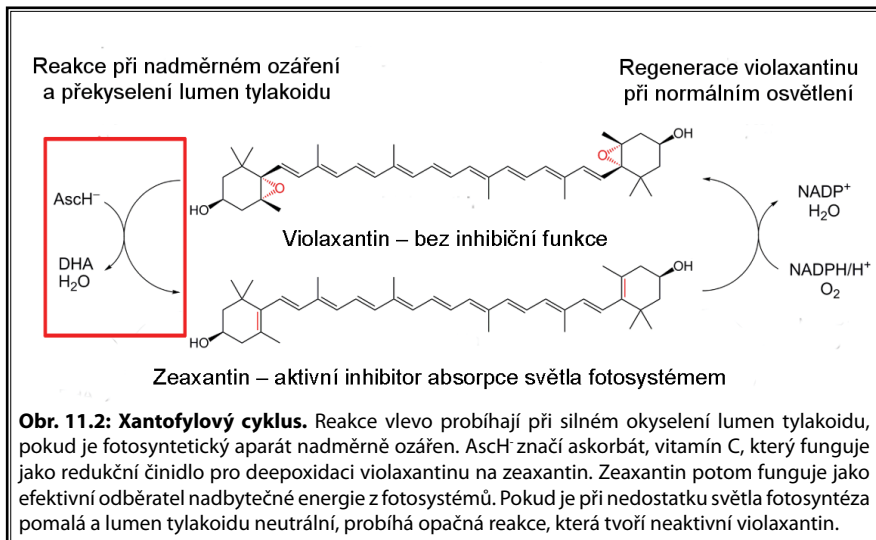 Reakce při nadměrném ozáření
a překyselení lumen tylakoidu
Regenerace violaxantinu
při normálním osvětlení
OH
O
O
AscH⁻
HO
NADP⁺
H₂O
Violaxantin – bez inhibiční funkce
DHA
H₂O
OH
NADPH/H⁺
O₂
HO
Zeaxantin – aktivní inhibitor absorpce světla fotosystémem
Obr. 11.2: Xantofylový cyklus. Reakce vlevo probíhají při silném okyselení lumen tylakoidu,
pokud je fotosyntetický aparát nadměrně ozářen. AscH⁻ značí askorbát, vitamín C, který funguje
jako redukční činidlo pro deepoxidaci violaxantinu na zeaxantin. Zeaxantin potom funguje jako
efektivní odběratel nadbytečné energie z fotosystémů. Pokud je při nedostatku světla fotosyntéza
pomalá a lumen tylakoidu neutrální, probíhá opačná reakce, která tvoří neaktivní violaxantin.